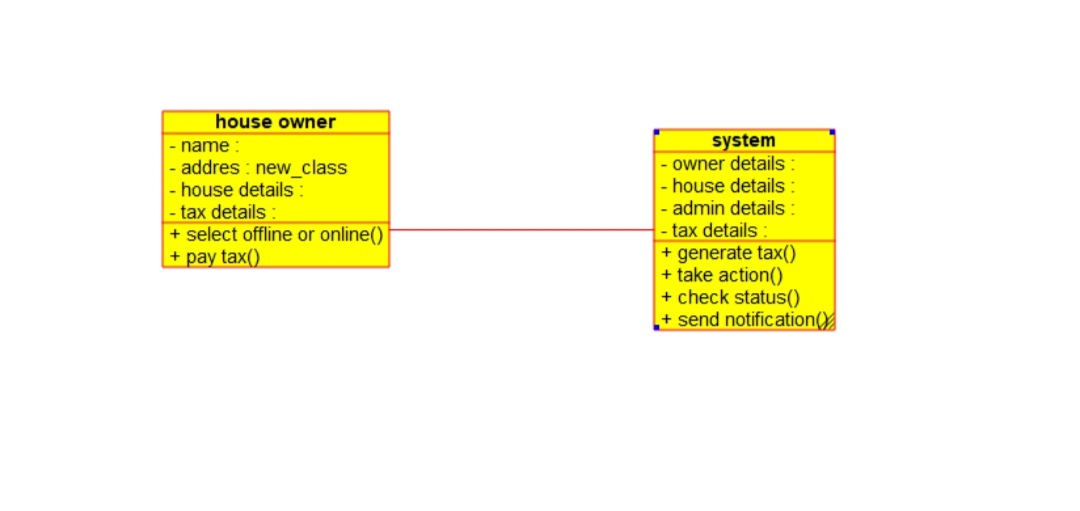 house owner
- name :
- addres : new_class
- house details :
- tax details :
+ select offline or online()
+ pay tax()
system
- owner details :
- house details :
- admin details :
- tax details :
+ generate tax()
+ take action()
+ check status()
+ send notification()